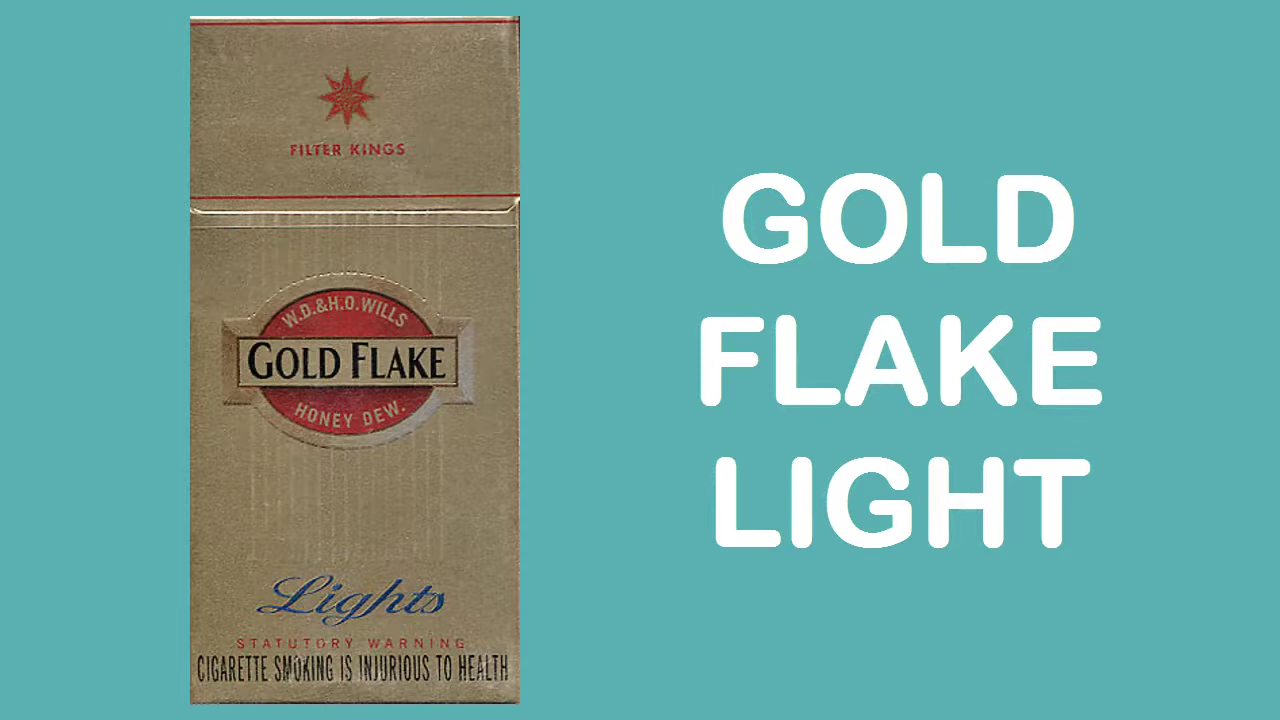 FILTER KINGS
W.D.&H.O.WILLS
GOLD FLAKE
HONEY DEW.
Lights
STATUTORY WARNING
CIGARETTE SMOKING IS INJURIOUS TO HEALTH
GOLD
FLAKE
LIGHT